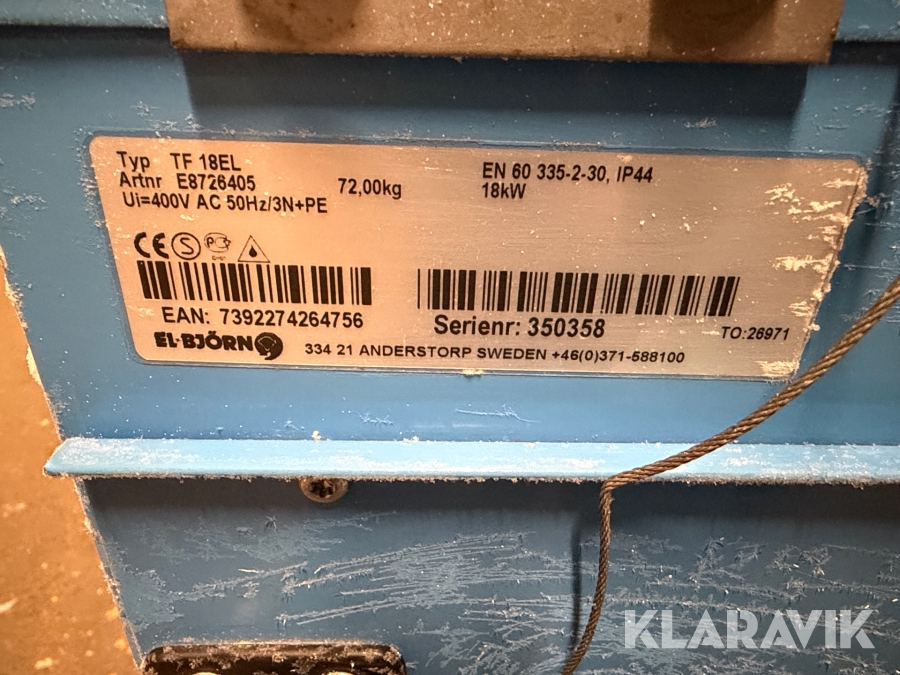 Typ TF 18EL
Artnr E8726405
Ui=400V AC 50Hz/3N+PE
72,00kg
EN 60 335-2-30, IP44
18kW
CE S
EAN: 7392274264756
Serienr: 350358
TO:26971
EL-BJÖRN
334 21 ANDERSTORP SWEDEN +46(0)371-588100
KLARAVIK